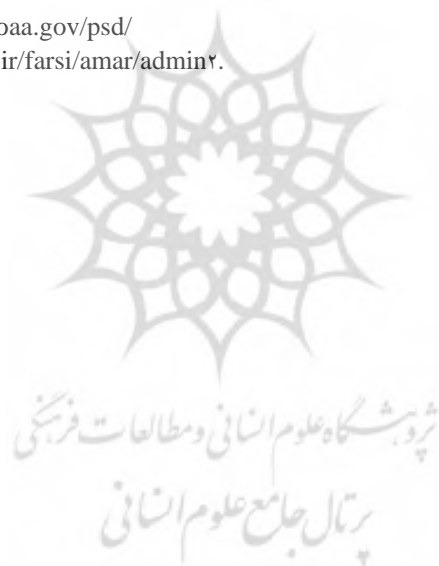 oaa.gov/psd/
ir/farsi/amar/admin۲.
پژوهشگاه علوم انسانی و مطالعات فرهنگی
پرتال جامع علوم انسانی